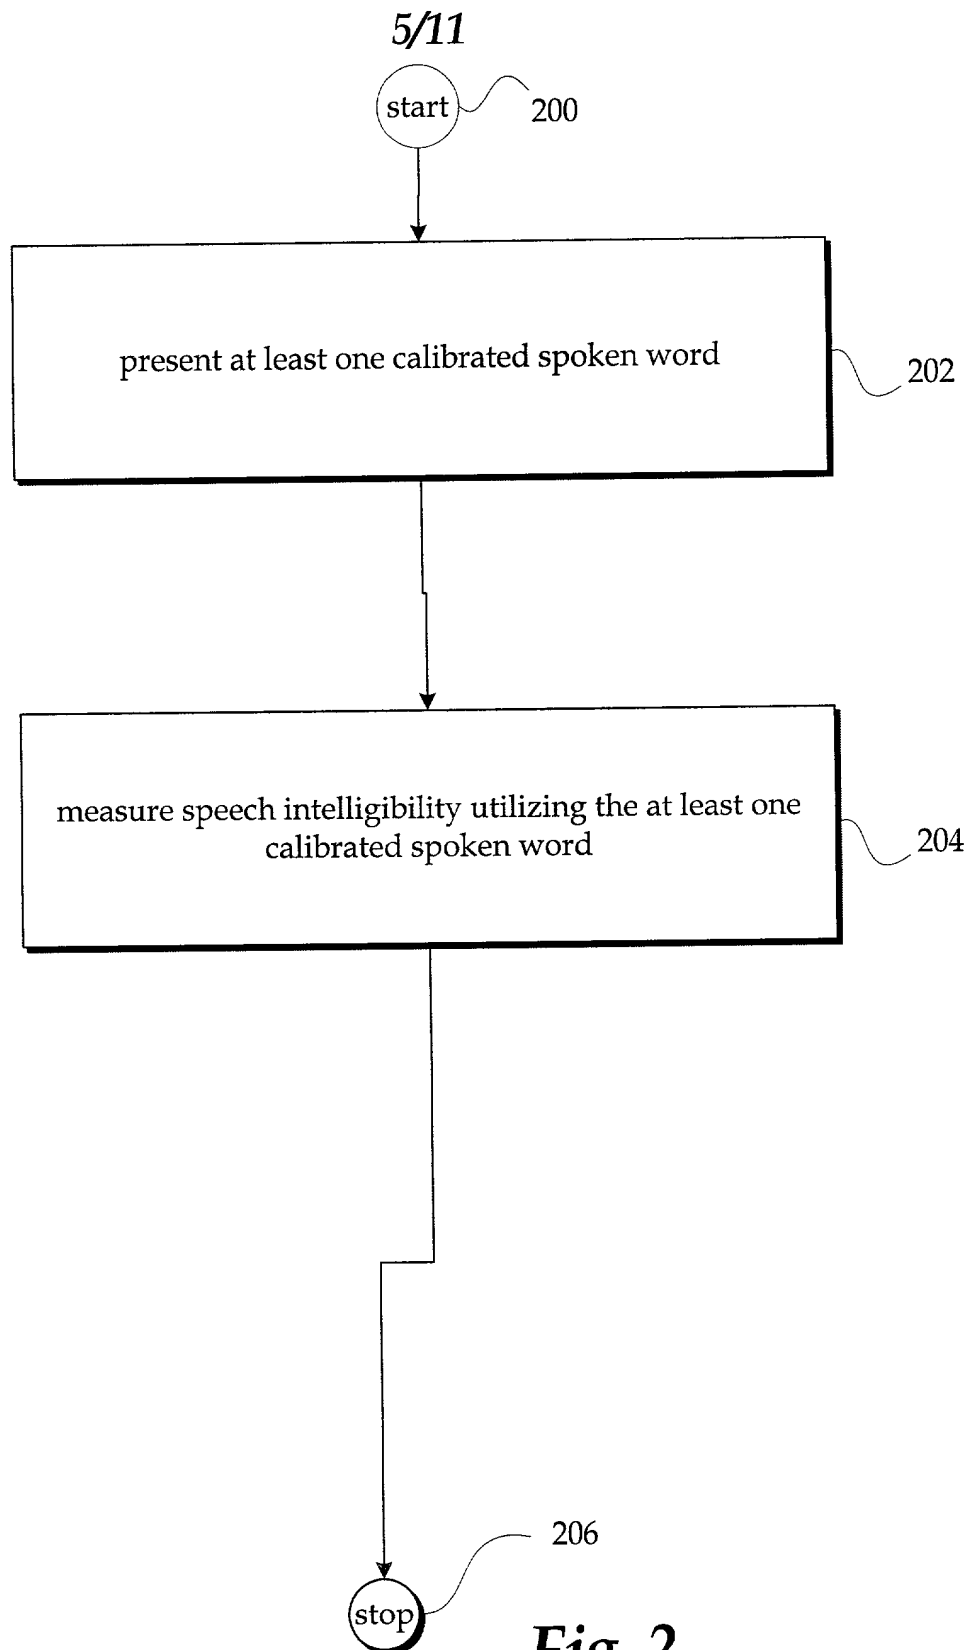 5/11
start
200
present at least one calibrated spoken word
202
measure speech intelligibility utilizing the at least one
calibrated spoken word
204
206
stop
Fig. 2